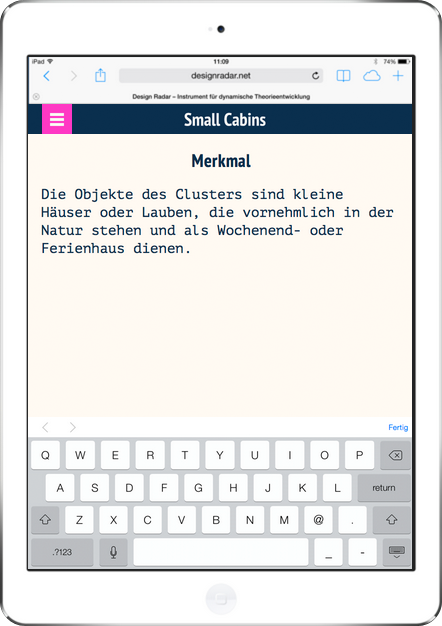 iPad
11:09
74%
designradar.net
Design Radar – Instrument für dynamische Theorieentwicklung
Small Cabins
Merkmal
Die Objekte des Clusters sind kleine
Häuser oder Lauben, die vornehmlich in der
Natur stehen und als Wochenend- oder
Ferienhaus dienen.
Fertig
Q W E R T Y U I O P
A S D F G H J K L return
Z X C V B N M @ .
.?123 _ -